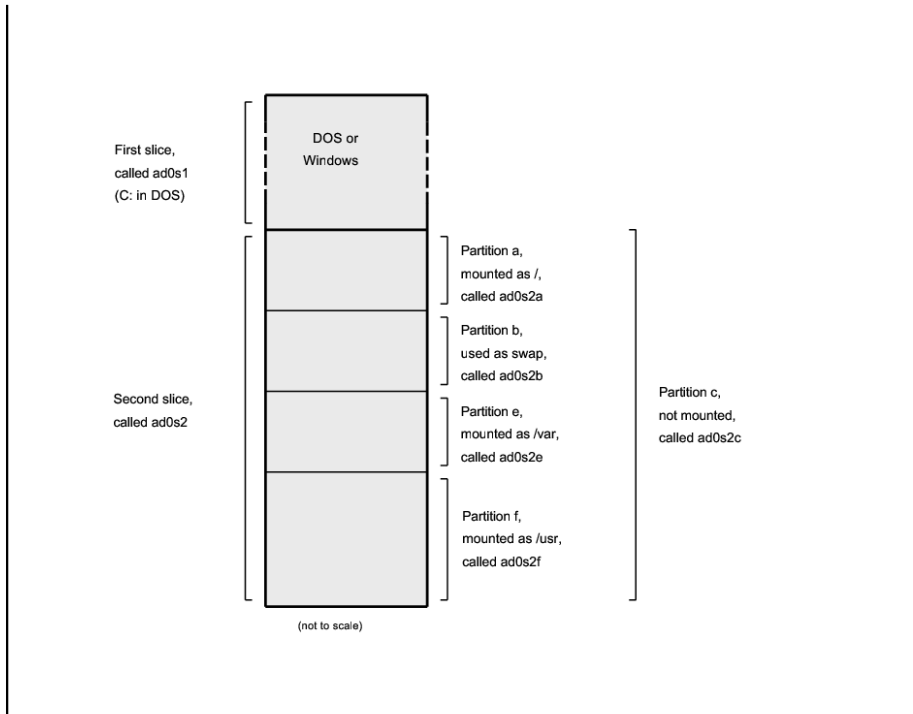 DOS or
Windows
First slice,
called ad0s1
(C: in DOS)
Partition a,
mounted as /,
called ad0s2a
Partition b,
used as swap,
called ad0s2b
Second slice,
called ad0s2
Partition c,
not mounted,
called ad0s2c
Partition e,
mounted as /var,
called ad0s2e
Partition f,
mounted as /usr,
called ad0s2f
(not to scale)